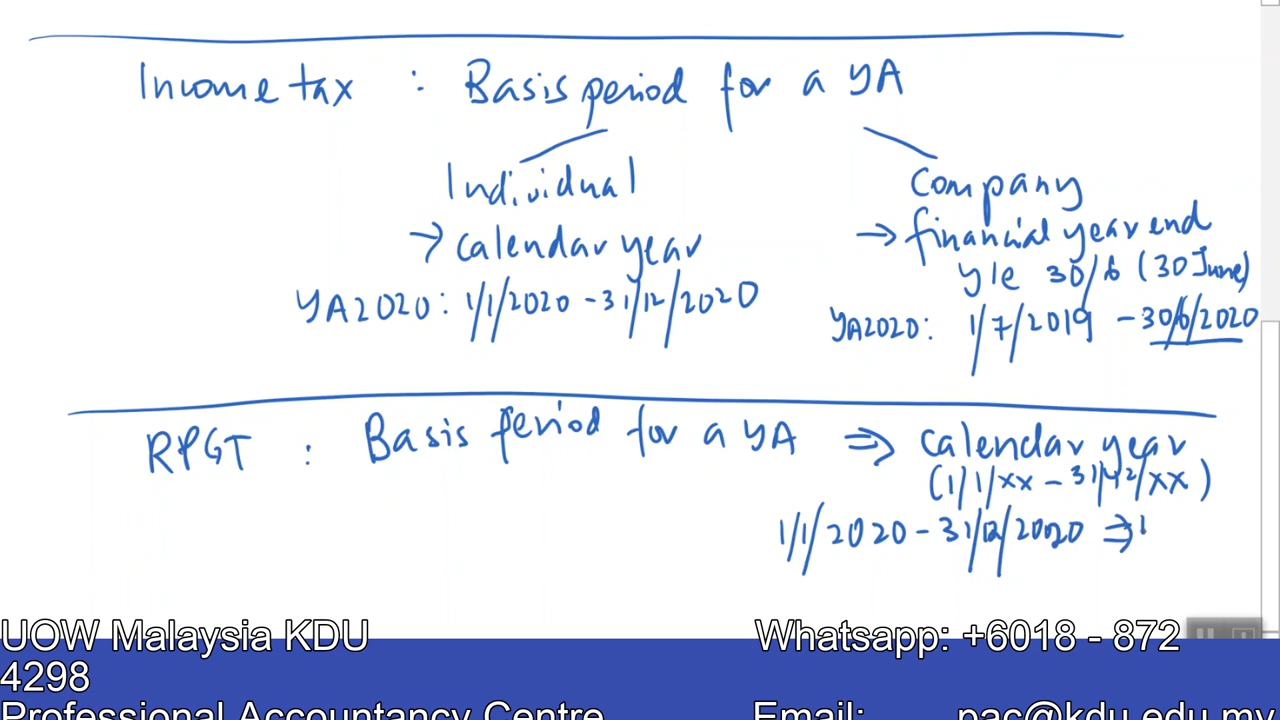 Income tax : Basis period for a YA
Individual
→ calendar year
YA2020: 1/1/2020 - 31/12/2020
Company
→ financial year end
y/e 30/6 (30 June)
YA2020: 1/7/2019 - 30/6/2020
RPGT : Basis period for a YA ⇒ calendar year
(1/1/XX - 31/12/XX)
1/1/2020 - 31/12/2020 ⇒
UOW Malaysia KDU Whatsapp: +6018 - 872
4298
Professional Accountancy Centre Email: pac@kdu.edu.my